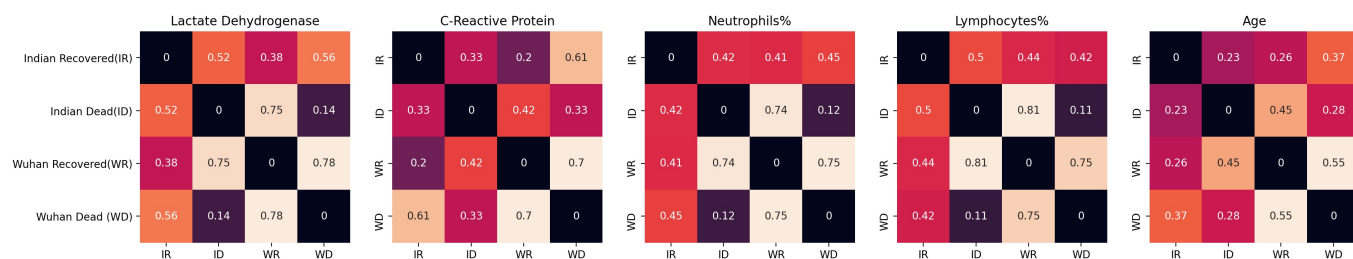 Lactate Dehydrogenase
Indian Recovered(IR) 0 0.52 0.38 0.56
Indian Dead(ID) 0.52 0 0.75 0.14
Wuhan Recovered(WR) 0.38 0.75 0 0.78
Wuhan Dead (WD) 0.56 0.14 0.78 0
IR ID WR WD
C-Reactive Protein
IR 0 0.33 0.2 0.61
ID 0.33 0 0.42 0.33
WR 0.2 0.42 0 0.7
WD 0.61 0.33 0.7 0
IR ID WR WD
Neutrophils%
IR 0 0.42 0.41 0.45
ID 0.42 0 0.74 0.12
WR 0.41 0.74 0 0.75
WD 0.45 0.12 0.75 0
IR ID WR WD
Lymphocytes%
IR 0 0.5 0.44 0.42
ID 0.5 0 0.81 0.11
WR 0.44 0.81 0 0.75
WD 0.42 0.11 0.75 0
IR ID WR WD
Age
IR 0 0.23 0.26 0.37
ID 0.23 0 0.45 0.28
WR 0.26 0.45 0 0.55
WD 0.37 0.28 0.55 0
IR ID WR WD